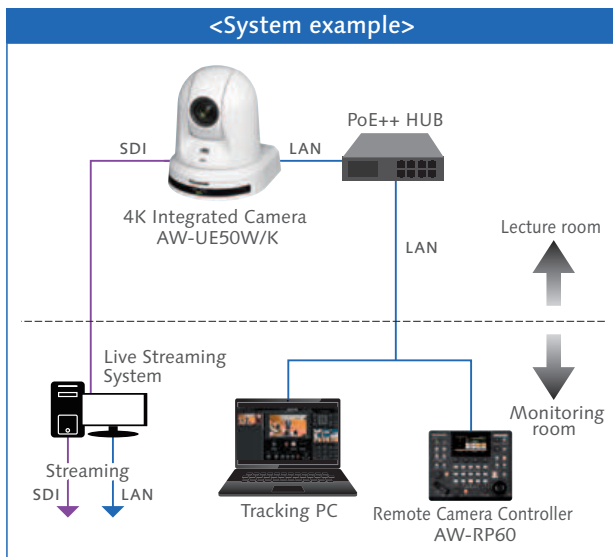 <System example>
PoE++ HUB
SDI
LAN
4K Integrated Camera
AW-UE50W/K
LAN
Lecture room
Live Streaming
System
Monitoring
room
Streaming
SDI
LAN
Tracking PC
Remote Camera Controller
AW-RP60